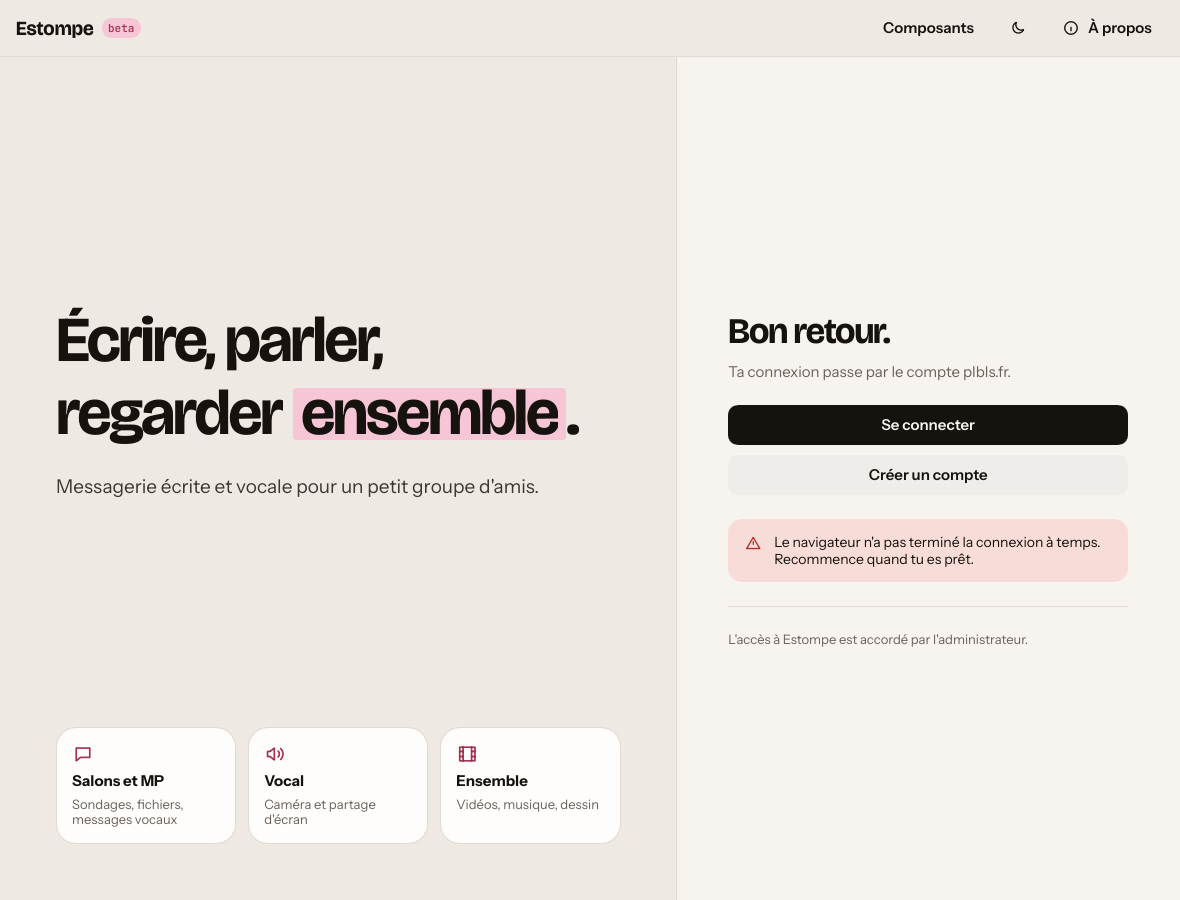 Estompe beta
Composants
À propos
Écrire, parler,
regarder ensemble.
Messagerie écrite et vocale pour un petit groupe d'amis.
Salons et MP
Sondages, fichiers,
messages vocaux
Vocal
Caméra et partage
d'écran
Ensemble
Vidéos, musique, dessin
Bon retour.
Ta connexion passe par le compte plbls.fr.
Se connecter
Créer un compte
Le navigateur n'a pas terminé la connexion à temps.
Recommence quand tu es prêt.
L'accès à Estompe est accordé par l'administrateur.